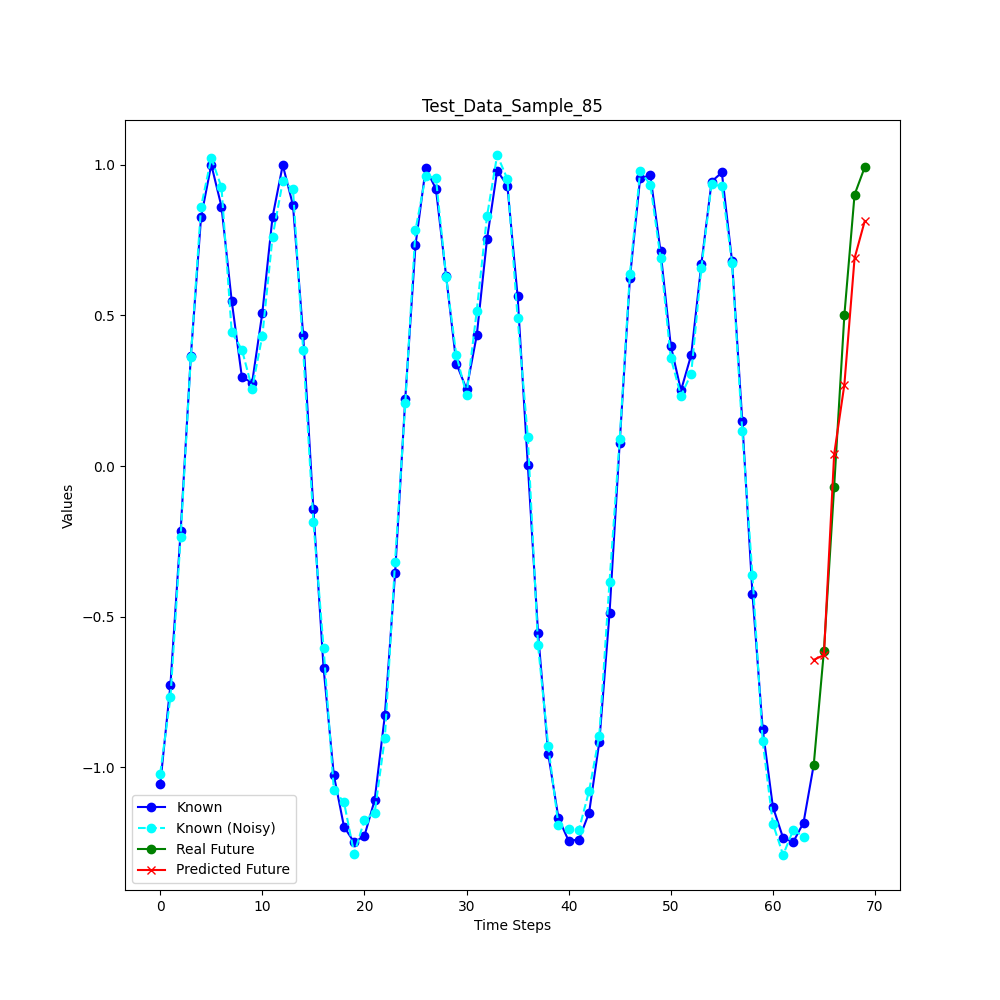 Test_Data_Sample_85
1.0
0.5
0.0
−0.5
−1.0
Values
Known
Known (Noisy)
Real Future
Predicted Future
0 10 20 30 40 50 60 70
Time Steps